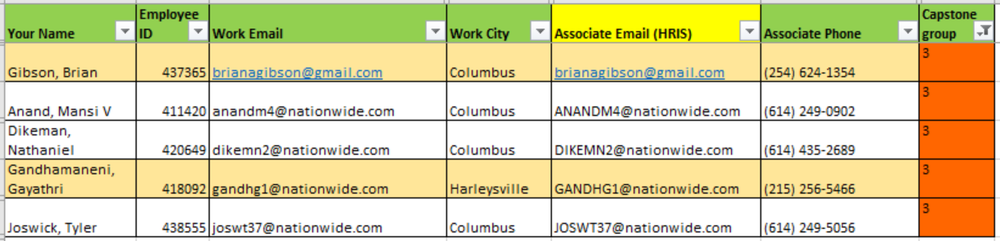 Your Name Employee ID Work Email Work City Associate Email (HRIS) Associate Phone Capstone group
Gibson, Brian 437365 brianagibson@gmail.com Columbus brianagibson@gmail.com (254) 624-1354 3
Anand, Mansi V 411420 anandm4@nationwide.com Columbus ANANDM4@nationwide.com (614) 249-0902 3
Dikeman, Nathaniel 420649 dikemn2@nationwide.com Columbus DIKEMN2@nationwide.com (614) 435-2689 3
Gandhamaneni, Gayathri 418092 gandhg1@nationwide.com Harleysville GANDHG1@nationwide.com (215) 256-5466 3
Joswick, Tyler 438555 joswt37@nationwide.com Columbus JOSWT37@nationwide.com (614) 249-5056 3